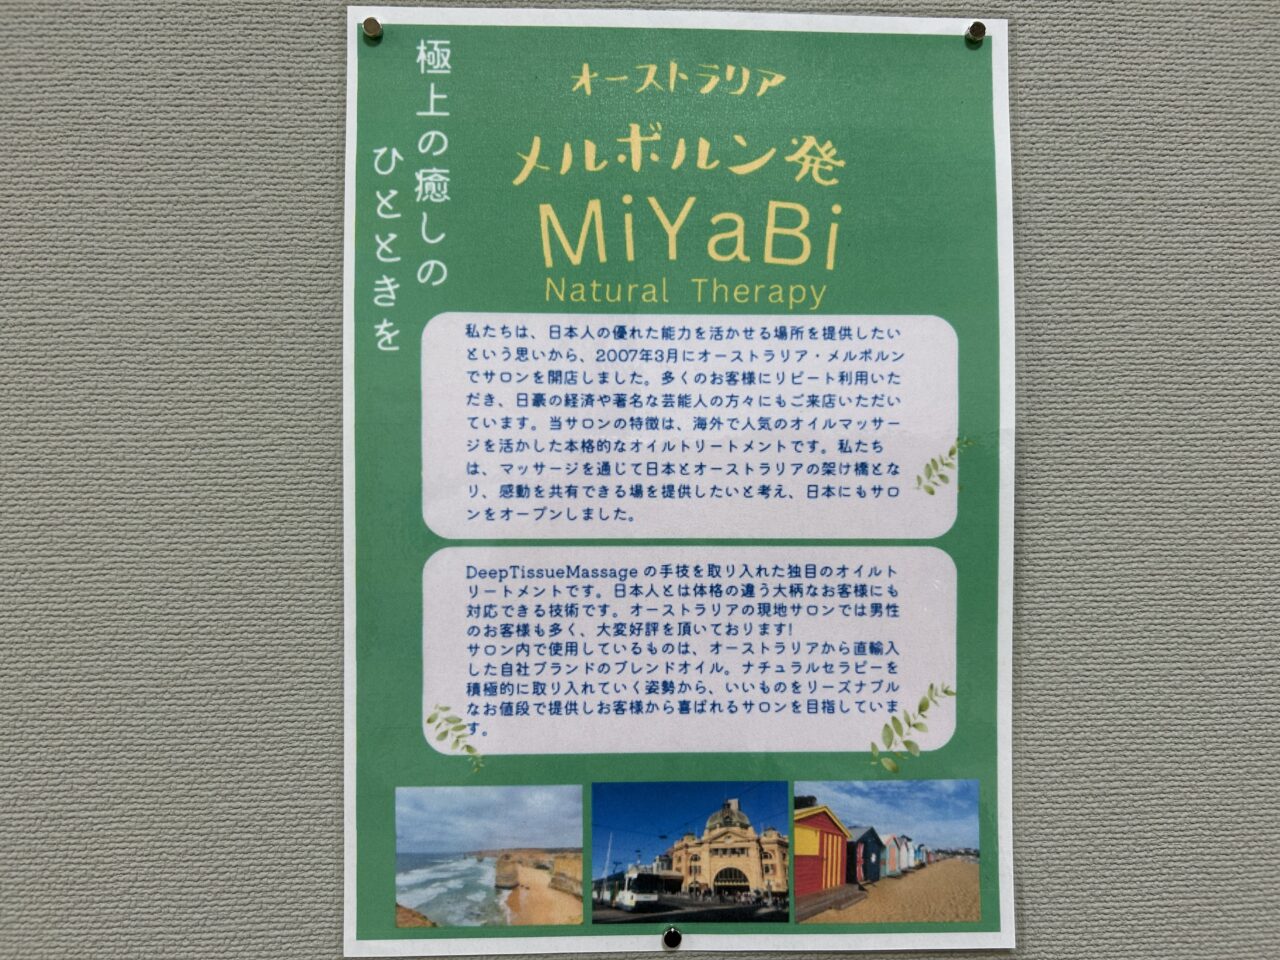 極上の癒しの
ひとときを
オーストラリア
メルボルン発
MiYaBi
Natural Therapy
私たちは、日本人の優れた能力を活かせる場所を提供したい
という思いから、2007年3月にオーストラリア・メルボルン
でサロンを開店しました。多くのお客様にリピート利用いた
だき、日豪の経済や著名な芸能人の方々にもご来店いただい
ています。当サロンの特徴は、海外で人気のオイルマッサー
ジを活かした本格的なオイルトリートメントです。私たち
は、マッサージを通じて日本とオーストラリアの架け橋とな
り、感動を共有できる場を提供したいと考え、日本にもサロ
ンをオープンしました。
DeepTissueMassageの手技を取り入れた独自のオイルト
リートメントです。日本人とは体格の違う大柄なお客様にも
対応できる技術です。オーストラリアの現地サロンでは男性
のお客様も多く、大変好評を頂いております!
サロン内で使用しているものは、オーストラリアから直輸入
した自社ブランドのブレンドオイル。ナチュラルセラピーを
積極的に取り入れていく姿勢から、いいものをリーズナブル
なお値段で提供しお客様から喜ばれるサロンを目指していま
す。